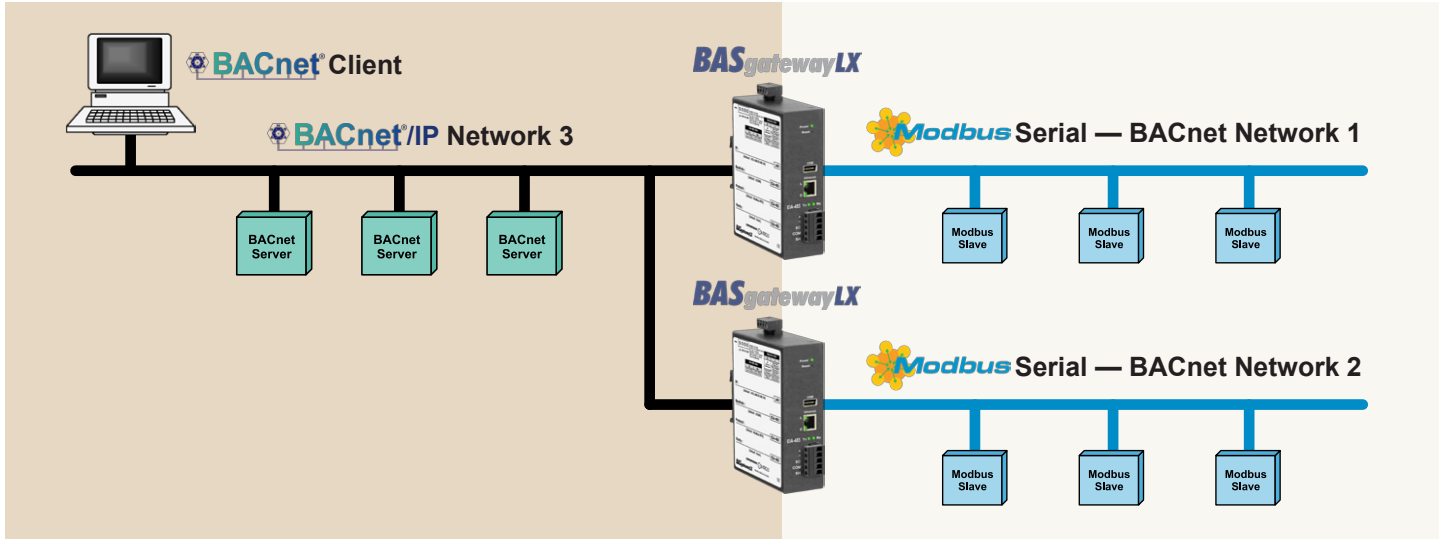 BACnet® Client
BASgatewayLX
BACnet®/IP Network 3
Modbus Serial — BACnet Network 1
BACnet Server
BACnet Server
BACnet Server
Modbus Slave
Modbus Slave
Modbus Slave
BASgatewayLX
Modbus Serial — BACnet Network 2
Modbus Slave
Modbus Slave
Modbus Slave